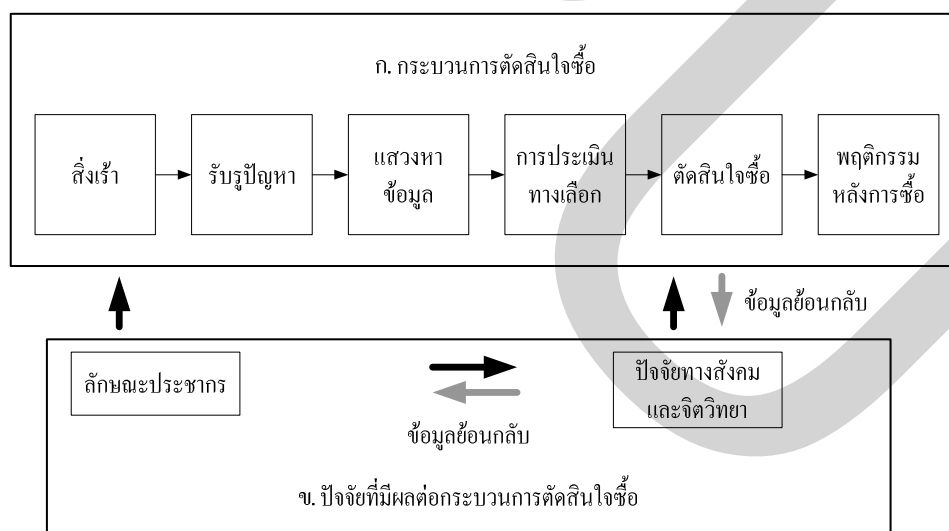 ก. กระบวนการตัดสินใจซื้อ
สิ่งเร้า
รับรูปัญหา
แสวงหา
ข้อมูล
การประเมิน
ทางเลือก
ตัดสินใจซื้อ
พฤติกรรม
หลังการซื้อ
ข้อมูลย้อนกลับ
ลักษณะประชากร
ปัจจัยทางสังคม
และจิตวิทยา
ข้อมูลย้อนกลับ
ข. ปัจจัยที่มีผลต่อกระบวนการตัดสินใจซื้อ